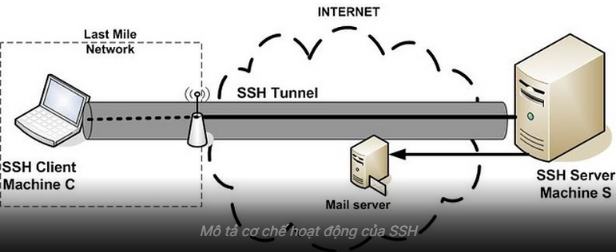 INTERNET
Last Mile
Network
SSH Tunnel
SSH Client
Machine C
Mail server
SSH Server
Machine S
Mô tả cơ chế hoạt động của SSH